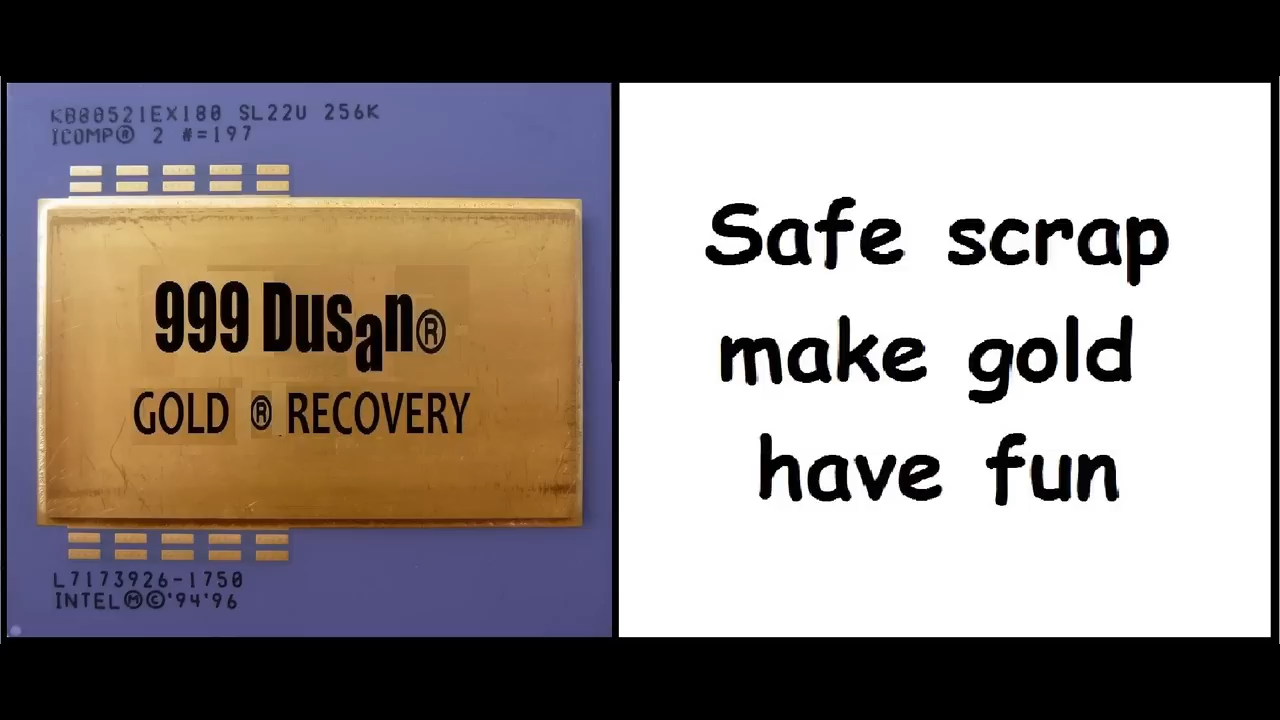 KB80521EX180 SL22U 256K
ICOMP® 2 #=197
999 Dusan®
GOLD ® RECOVERY
L7173926-1750
INTELⓂ©'94'96
Safe scrap
make gold
have fun